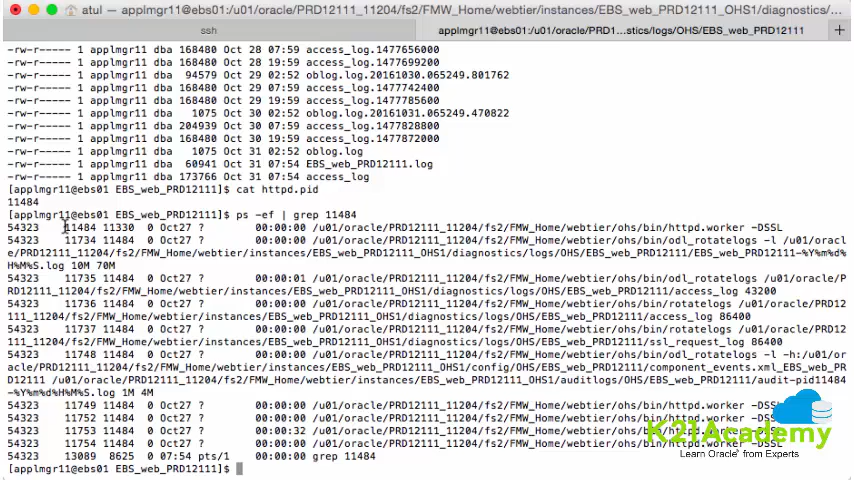 atul — applmgr11@ebs01:/u01/oracle/PRD12111_11204/fs2/FMW_Home/webtier/instances/EBS_web_PRD12111_OHS1/diagnostics/...
ssh
applmgr11@ebs01:/u01/oracle/PRD1...stics/logs/OHS/EBS_web_PRD12111
+
-rw-r----- 1 applmgr11 dba 168480 Oct 28 07:59 access_log.1477656000
-rw-r----- 1 applmgr11 dba 168480 Oct 28 19:59 access_log.1477699200
-rw-r----- 1 applmgr11 dba  94579 Oct 29 02:52 oblog.log.20161030.065249.801762
-rw-r----- 1 applmgr11 dba 168480 Oct 29 07:59 access_log.1477742400
-rw-r----- 1 applmgr11 dba 168480 Oct 29 19:59 access_log.1477785600
-rw-r----- 1 applmgr11 dba   1075 Oct 30 02:52 oblog.log.20161031.065249.470822
-rw-r----- 1 applmgr11 dba 204939 Oct 30 07:59 access_log.1477828800
-rw-r----- 1 applmgr11 dba 168480 Oct 30 19:59 access_log.1477872000
-rw-r----- 1 applmgr11 dba   1075 Oct 31 02:52 oblog.log
-rw-r----- 1 applmgr11 dba  60941 Oct 31 07:54 EBS_web_PRD12111.log
-rw-r----- 1 applmgr11 dba 173766 Oct 31 07:54 access_log
[applmgr11@ebs01 EBS_web_PRD12111]$ cat httpd.pid
11484
[applmgr11@ebs01 EBS_web_PRD12111]$ ps -ef | grep 11484
54323    11484 11330  0 Oct27 ?        00:00:00 /u01/oracle/PRD12111_11204/fs2/FMW_Home/webtier/ohs/bin/httpd.worker -DSSL
54323    11734 11484  0 Oct27 ?        00:00:00 /u01/oracle/PRD12111_11204/fs2/FMW_Home/webtier/ohs/bin/odl_rotatelogs -l /u01/oracl
e/PRD12111_11204/fs2/FMW_Home/webtier/instances/EBS_web_PRD12111_OHS1/diagnostics/logs/OHS/EBS_web_PRD12111/EBS_web_PRD12111-%Y%m%d%
H%M%S.log 10M 70M
54323    11735 11484  0 Oct27 ?        00:00:01 /u01/oracle/PRD12111_11204/fs2/FMW_Home/webtier/ohs/bin/odl_rotatelogs /u01/oracle/P
RD12111_11204/fs2/FMW_Home/webtier/instances/EBS_web_PRD12111_OHS1/diagnostics/logs/OHS/EBS_web_PRD12111/access_log 43200
54323    11736 11484  0 Oct27 ?        00:00:00 /u01/oracle/PRD12111_11204/fs2/FMW_Home/webtier/ohs/bin/rotatelogs /u01/oracle/PRD12
111_11204/fs2/FMW_Home/webtier/instances/EBS_web_PRD12111_OHS1/diagnostics/logs/OHS/EBS_web_PRD12111/access_log 86400
54323    11737 11484  0 Oct27 ?        00:00:00 /u01/oracle/PRD12111_11204/fs2/FMW_Home/webtier/ohs/bin/rotatelogs /u01/oracle/PRD12
111_11204/fs2/FMW_Home/webtier/instances/EBS_web_PRD12111_OHS1/diagnostics/logs/OHS/EBS_web_PRD12111/ssl_request_log 86400
54323    11748 11484  0 Oct27 ?        00:00:00 /u01/oracle/PRD12111_11204/fs2/FMW_Home/webtier/ohs/bin/odl_rotatelogs -l -h:/u01/or
acle/PRD12111_11204/fs2/FMW_Home/webtier/instances/EBS_web_PRD12111_OHS1/config/OHS/EBS_web_PRD12111/component_events.xml_EBS_web_PR
D12111 /u01/oracle/PRD12111_11204/fs2/FMW_Home/webtier/instances/EBS_web_PRD12111_OHS1/auditlogs/OHS/EBS_web_PRD12111/audit-pid11484
-%Y%m%d%H%M%S.log 1M 4M
54323    11749 11484  0 Oct27 ?        00:00:00 /u01/oracle/PRD12111_11204/fs2/FMW_Home/webtier/ohs/bin/httpd.worker -DSSL
54323    11752 11484  0 Oct27 ?        00:00:00 /u01/oracle/PRD12111_11204/fs2/FMW_Home/webtier/ohs/bin/httpd.worker -DSSL
54323    11753 11484  0 Oct27 ?        00:00:32 /u01/oracle/PRD12111_11204/fs2/FMW_Home/webtier/ohs/bin/httpd.worker -DSSL
54323    11754 11484  0 Oct27 ?        00:00:00 /u01/oracle/PRD12111_11204/fs2/FMW_Home/webtier/ohs/bin/httpd.worker -DSSL
54323    13089  8625  0 07:54 pts/1    00:00:00 grep 11484
[applmgr11@ebs01 EBS_web_PRD12111]$
K21Academy
Learn Oracle from Experts